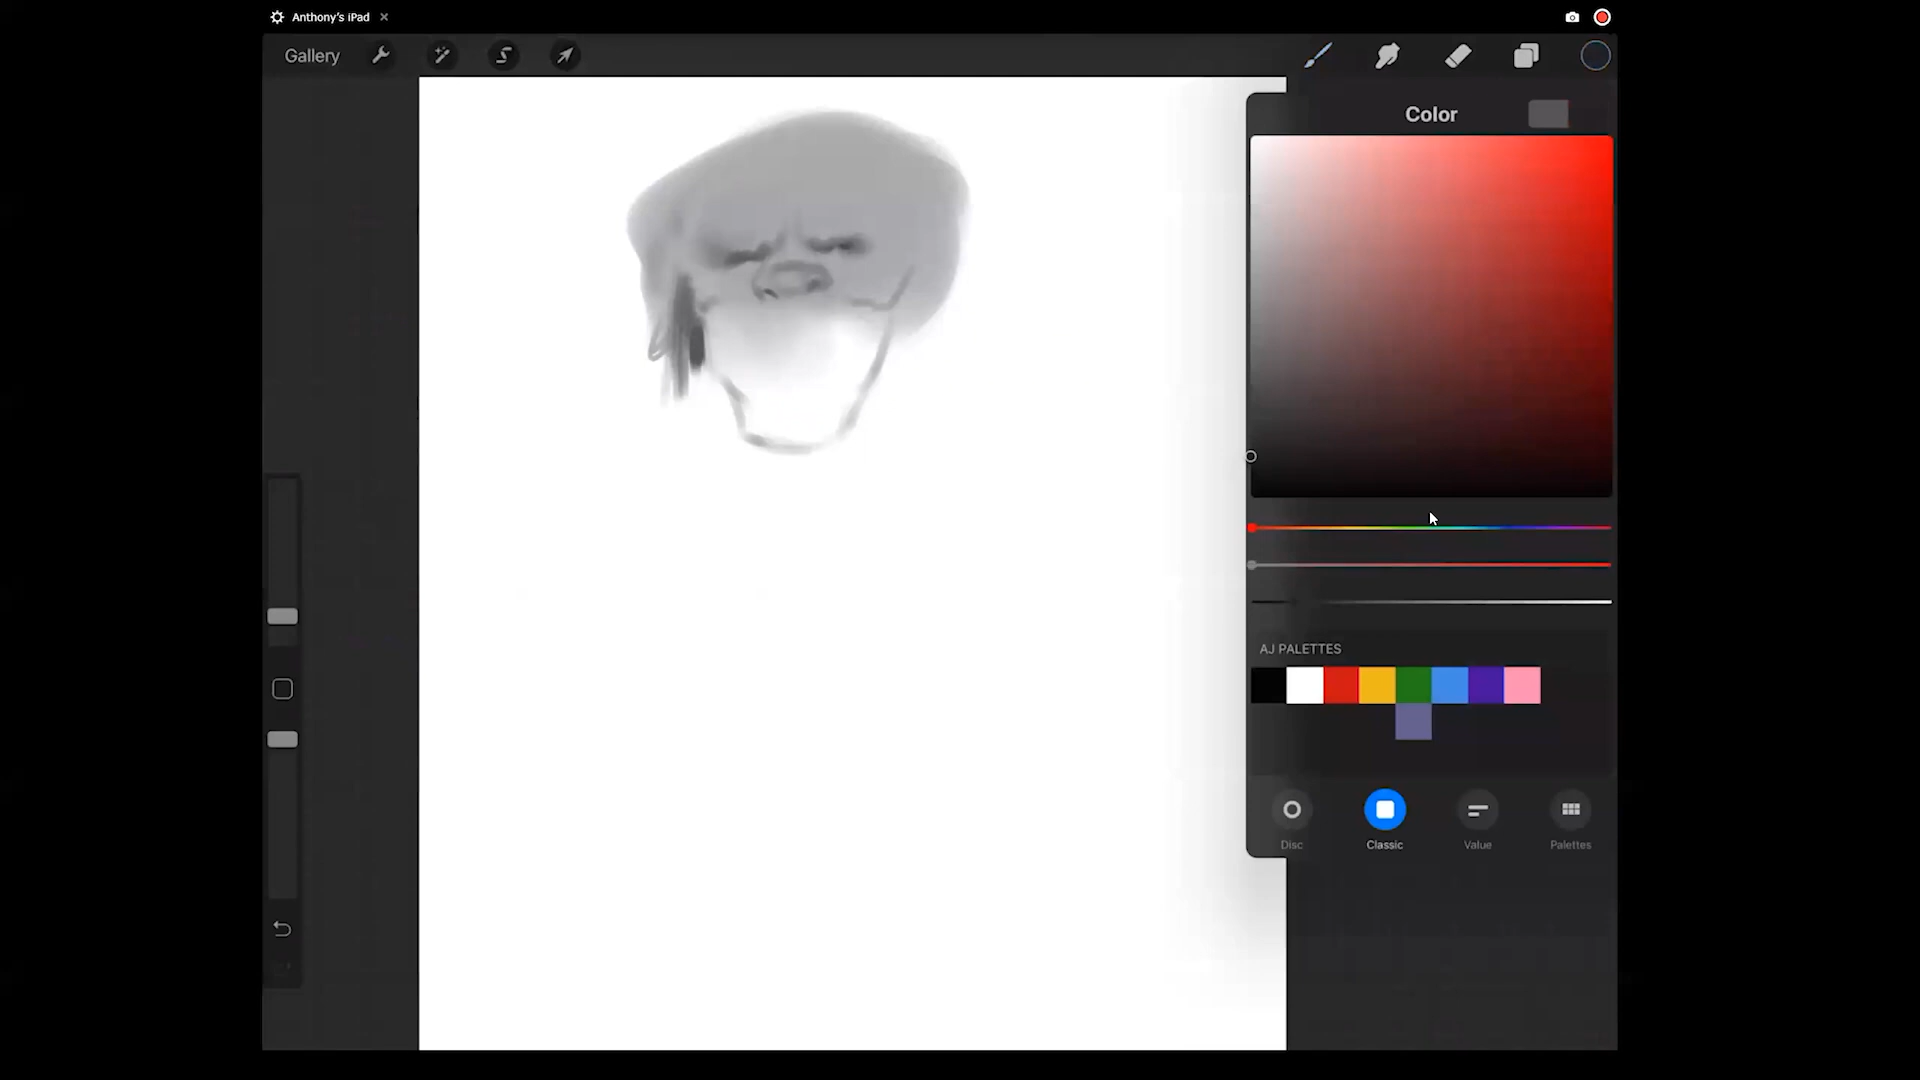 Anthony's iPad
Gallery
Color
AJ PALETTES
Disc
Classic
Value
Palettes